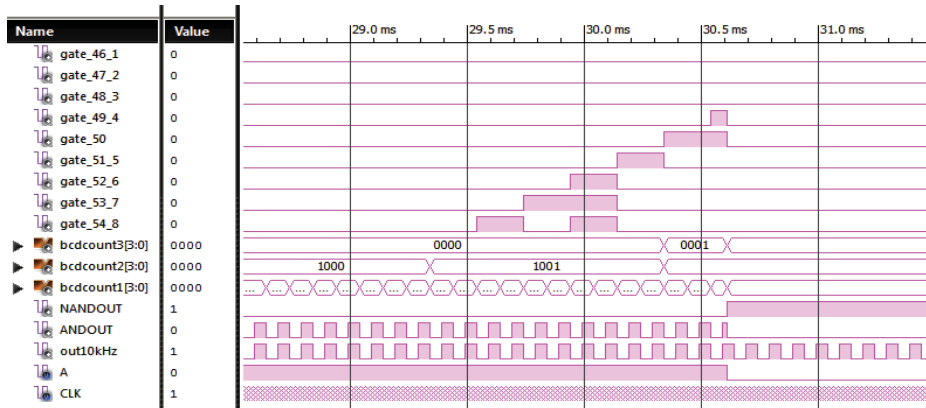 Name Value 29.0 ms 29.5 ms 30.0 ms 30.5 ms 31.0 ms
gate_46_1 0
gate_47_2 0
gate_48_3 0
gate_49_4 0
gate_50 0
gate_51_5 0
gate_52_6 0
gate_53_7 0
gate_54_8 0
bcdcount3[3:0] 0000 0000 0001
bcdcount2[3:0] 0000 1000 1001
bcdcount1[3:0] 0000 ... ... ... ... ... ... ... ... ... ... ... ... ... ... ... ... ... ... ...
NANDOUT 1
ANDOUT 0
out10kHz 1
A 0
CLK 1